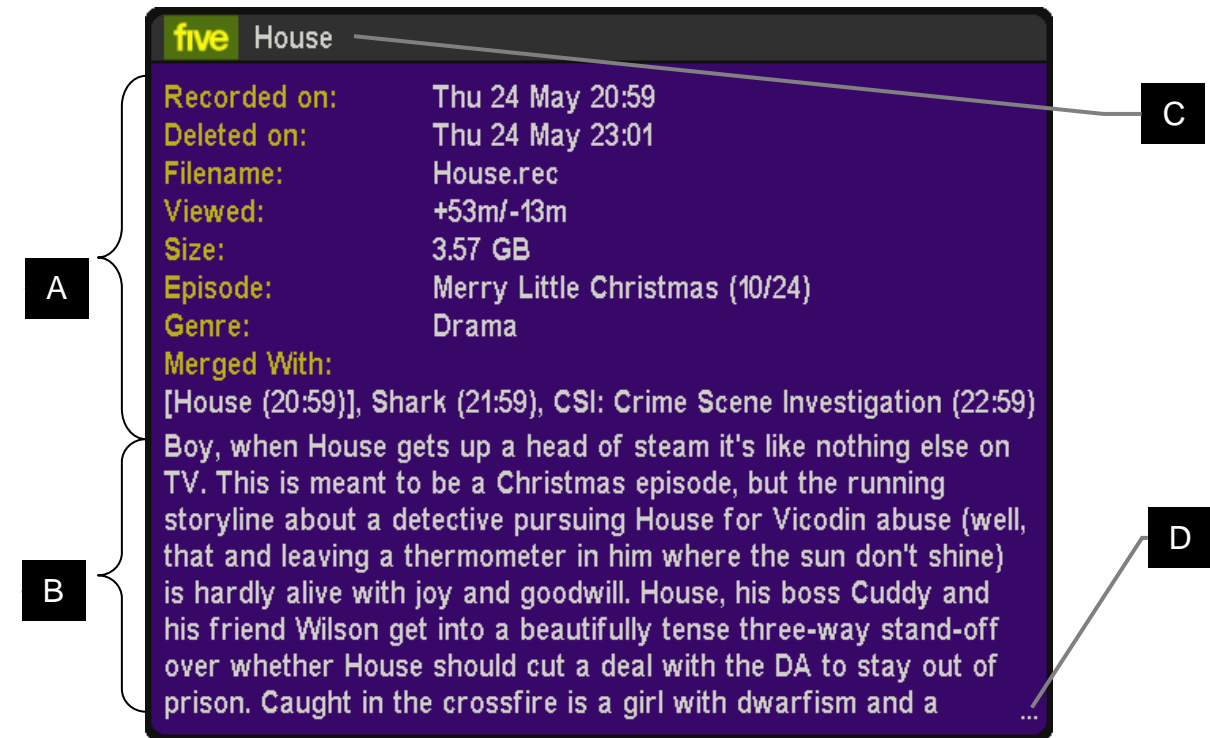 five House
C
Recorded on: Thu 24 May 20:59
Deleted on: Thu 24 May 23:01
Filename: House.rec
Viewed: +53m/-13m
Size: 3.57 GB
A
Episode: Merry Little Christmas (10/24)
Genre: Drama
Merged With:
[House (20:59)], Shark (21:59), CSI: Crime Scene Investigation (22:59)
Boy, when House gets up a head of steam it's like nothing else on
TV. This is meant to be a Christmas episode, but the running
storyline about a detective pursuing House for Vicodin abuse (well,
D
that and leaving a thermometer in him where the sun don't shine)
B
is hardly alive with joy and goodwill. House, his boss Cuddy and
his friend Wilson get into a beautifully tense three-way stand-off
over whether House should cut a deal with the DA to stay out of
prison. Caught in the crossfire is a girl with dwarfism and a ...